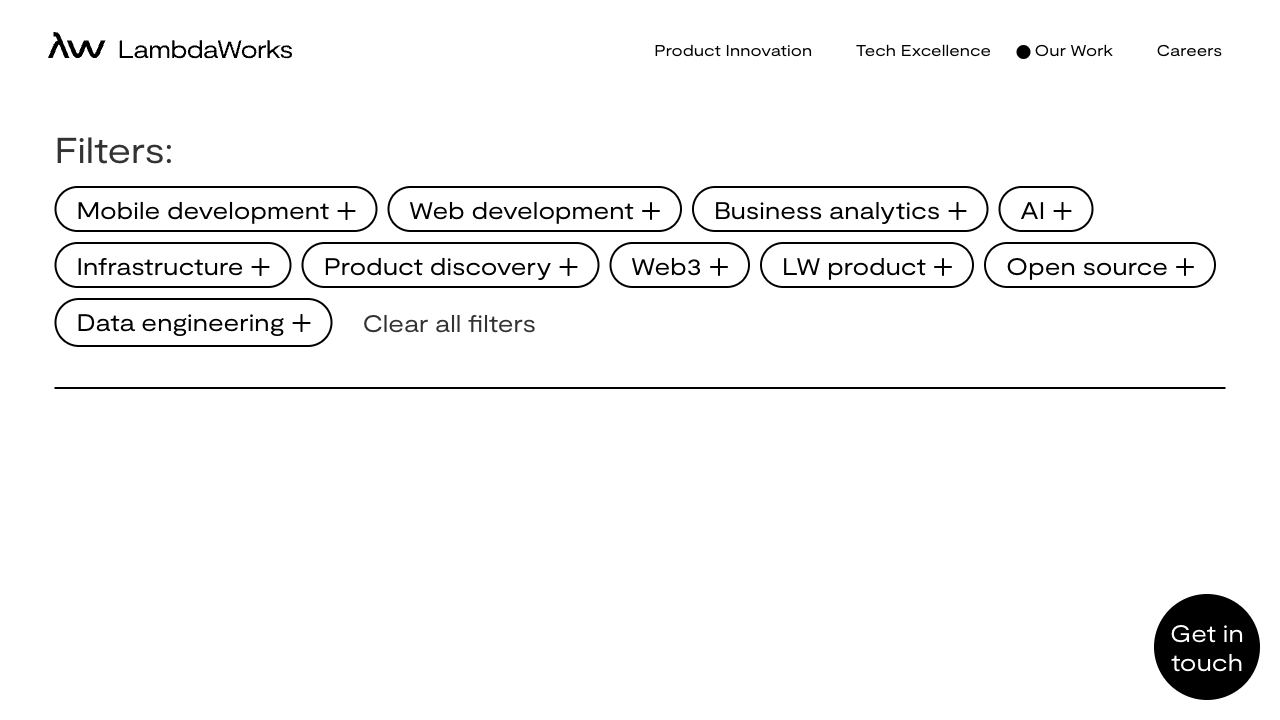 λw LambdaWorks
Product Innovation Tech Excellence Our Work Careers
Filters:
Mobile development + Web development + Business analytics + AI +
Infrastructure + Product discovery + Web3 + LW product + Open source +
Data engineering + Clear all filters
Get in
touch